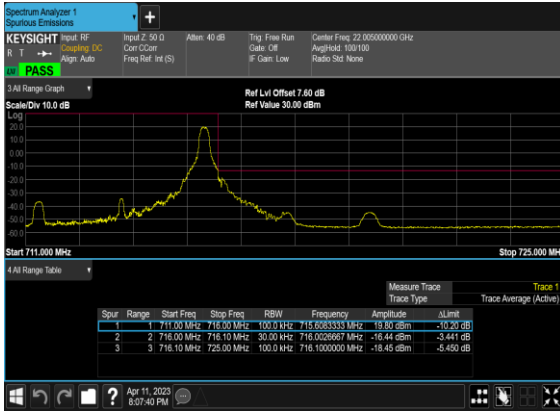 Spectrum Analyzer 1
Spurious Emissions
+
KEYSIGHT Input: RF Input Z: 50 Ω Atten: 40 dB Trig: Free Run Center Freq: 22.005000000 GHz
R T Coupling: DC Corr CCorr Gate: Off Avg|Hold: 100/100
Align: Auto Freq Ref: Int (S) IF Gain: Low Radio Std: None
PASS
3 All Range Graph
Ref Lvl Offset 7.60 dB
Scale/Div 10.0 dB Ref Value 30.00 dBm
Log
20.0
10.0
0.00
-10.0
-20.0
-30.0
-40.0
-50.0
-60.0
Start 711.000 MHz Stop 725.000 MH
4 All Range Table
Measure Trace Trace 1
Trace Type Trace Average (Active)
Spur Range Start Freq Stop Freq RBW Frequency Amplitude ΔLimit
1 1 711.00 MHz 716.00 MHz 100.0 kHz 715.6083333 MHz 19.80 dBm -10.20 dB
2 2 716.00 MHz 716.10 MHz 30.00 kHz 716.0026667 MHz -16.44 dBm -3.441 dB
3 3 716.10 MHz 725.00 MHz 100.0 kHz 716.1000000 MHz -18.45 dBm -5.450 dB
? Apr 11, 2023
8:07:40 PM